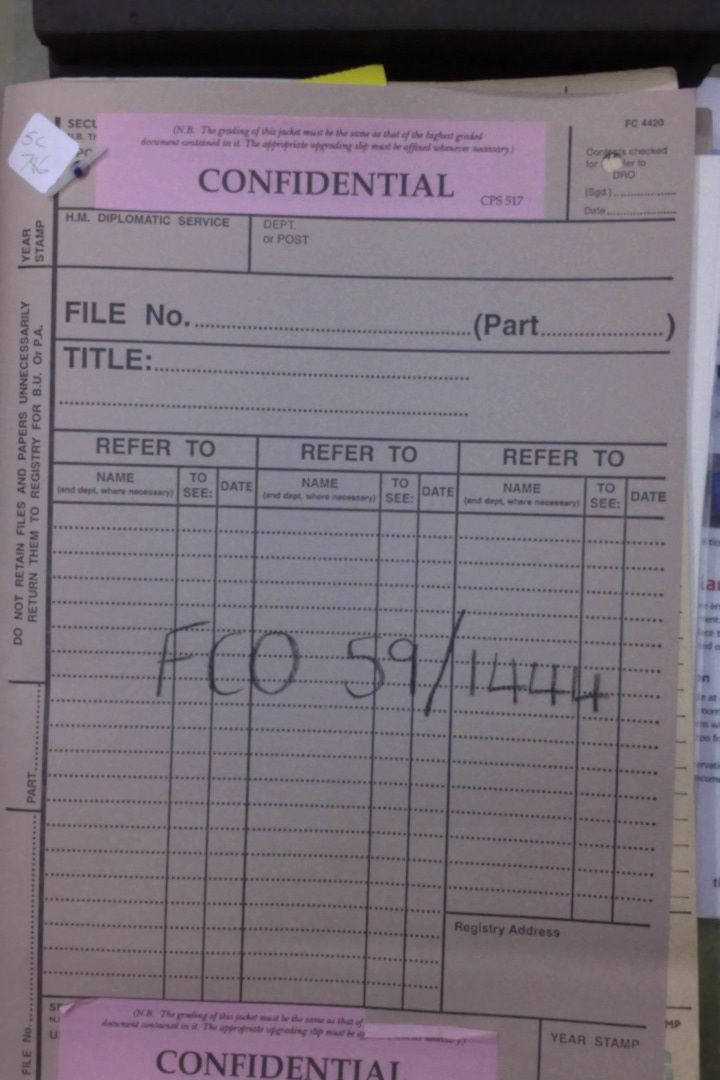 SECU
(N.B. The grading of this jacket must be the same as that of the highest graded
document contained in it. The appropriate upgrading slip must be affixed whenever necessary.)
CONFIDENTIAL
CPS 517
FC 4420
Contents checked
for transfer to
DRO
(Sgd.)
Date
SC
H.M. DIPLOMATIC SERVICE
DEPT.
or POST
YEAR
STAMP
FILE No. (Part )
TITLE:
DO NOT RETAIN FILES AND PAPERS UNNECESSARILY
RETURN THEM TO REGISTRY FOR B.U. Or P.A.
REFER TO REFER TO REFER TO
NAME
(and dept, where necessary)
TO
SEE:
DATE
NAME
(and dept, where necessary)
TO
SEE:
DATE
NAME
(and dept, where necessary)
TO
SEE:
DATE
FCO 59/1444
PART
Registry Address
FILE No.
(N.B. The grading of this jacket must be the same as that of
document contained in it. The appropriate upgrading slip must be
CONFIDENTIAL
YEAR STAMP